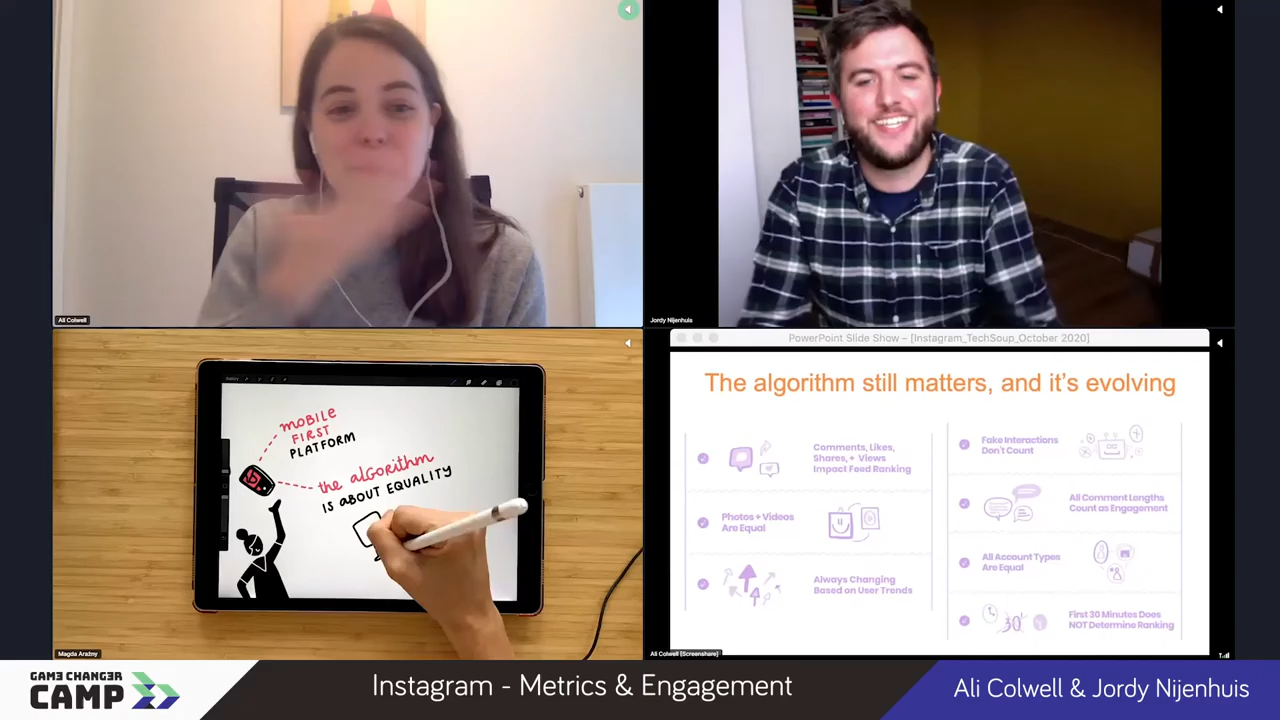 Ali Colwell
Jordy Nijenhuis
MOBILE
FIRST
PLATFORM
the algorithm
IS ABOUT EQUALITY
Magda Arażny
PowerPoint Slide Show – [Instagram_TechSoup_October 2020]
The algorithm still matters, and it's evolving
Comments, Likes,
Shares, + Views
Impact Feed Ranking
Photos + Videos
Are Equal
Always Changing
Based on User Trends
Fake Interactions
Don't Count
All Comment Lengths
Count as Engagement
All Account Types
Are Equal
30
First 30 Minutes Does
NOT Determine Ranking
Ali Colwell [Screenshare]
GAME CHANGER
CAMP
Instagram - Metrics & Engagement
Ali Colwell & Jordy Nijenhuis